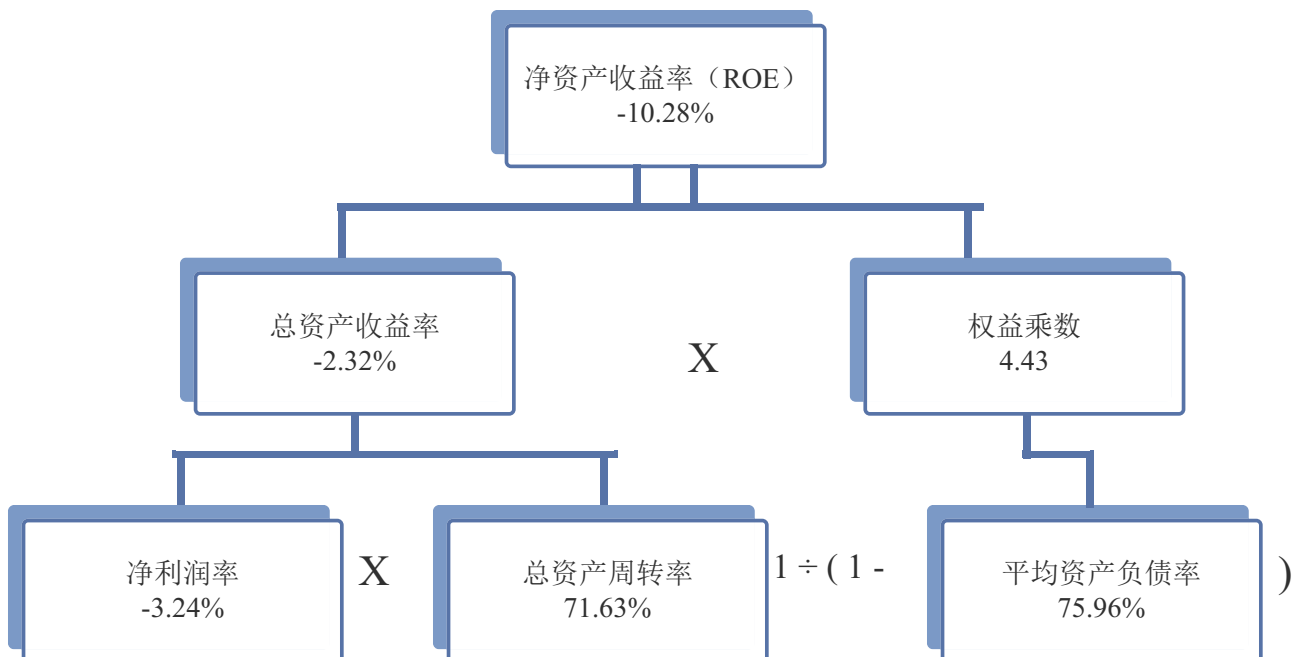 净资产收益率（ROE）
-10.28%
总资产收益率
-2.32%
X
权益乘数
4.43
净利润率
-3.24%
X
总资产周转率
71.63%
1 ÷ ( 1 -
平均资产负债率
75.96%
)